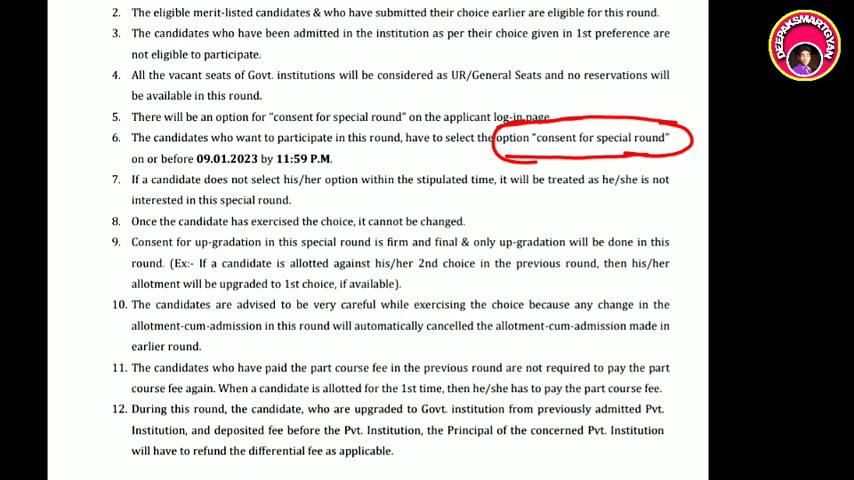 2. The eligible merit-listed candidates & who have submitted their choice earlier are eligible for this round.
3. The candidates who have been admitted in the institution as per their choice given in 1st preference are
not eligible to participate.
4. All the vacant seats of Govt. institutions will be considered as UR/General Seats and no reservations will
be available in this round.
5. There will be an option for "consent for special round" on the applicant log-in page
6. The candidates who want to participate in this round, have to select the option "consent for special round"
on or before 09.01.2023 by 11:59 P.M.
7. If a candidate does not select his/her option within the stipulated time, it will be treated as he/she is not
interested in this special round.
8. Once the candidate has exercised the choice, it cannot be changed.
9. Consent for up-gradation in this special round is firm and final & only up-gradation will be done in this
round. (Ex:- If a candidate is allotted against his/her 2nd choice in the previous round, then his/her
allotment will be upgraded to 1st choice, if available).
10. The candidates are advised to be very careful while exercising the choice because any change in the
allotment-cum-admission in this round will automatically cancelled the allotment-cum-admission made in
earlier round.
11. The candidates who have paid the part course fee in the previous round are not required to pay the part
course fee again. When a candidate is allotted for the 1st time, then he/she has to pay the part course fee.
12. During this round, the candidate, who are upgraded to Govt. institution from previously admitted Pvt.
Institution, and deposited fee before the Pvt. Institution, the Principal of the concerned Pvt. Institution
will have to refund the differential fee as applicable.
DEEPAKSMARTGYAN